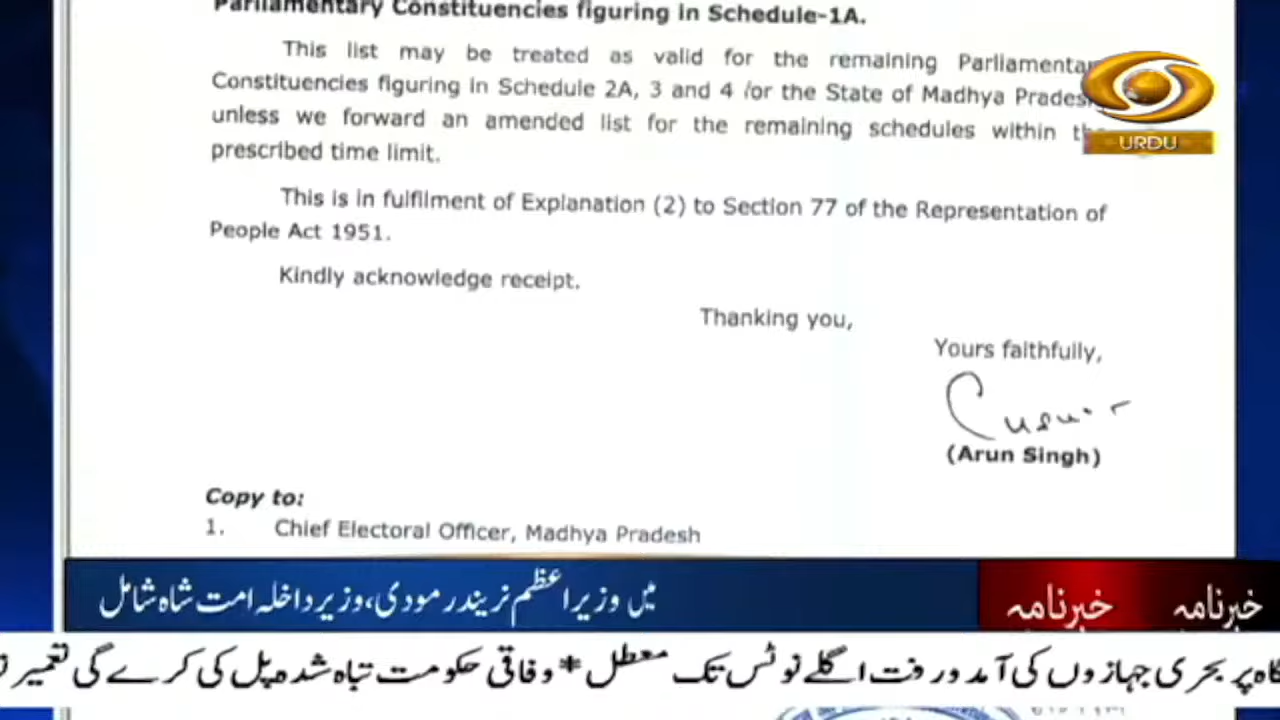 Parliamentary Constituencies figuring in Schedule-1A.
This list may be treated as valid for the remaining Parliamentary
Constituencies figuring in Schedule 2A, 3 and 4 for the State of Madhya Pradesh,
unless we forward an amended list for the remaining schedules within the
prescribed time limit.
This is in fulfilment of Explanation (2) to Section 77 of the Representation of
People Act 1951.
Kindly acknowledge receipt.
Thanking you,
Yours faithfully,
(Arun Singh)
Copy to:
1. Chief Electoral Officer, Madhya Pradesh
URDU
خبرنامہ خبرنامہ
میں وزیراعظم نریندر مودی، وزیر داخلہ امت شاہ شامل
پر بحری جہازوں کی آمدورفت اگلے نوٹس تک معطل * وفاقی حکومت تباہ شدہ پل کی کرے گی تعمیر